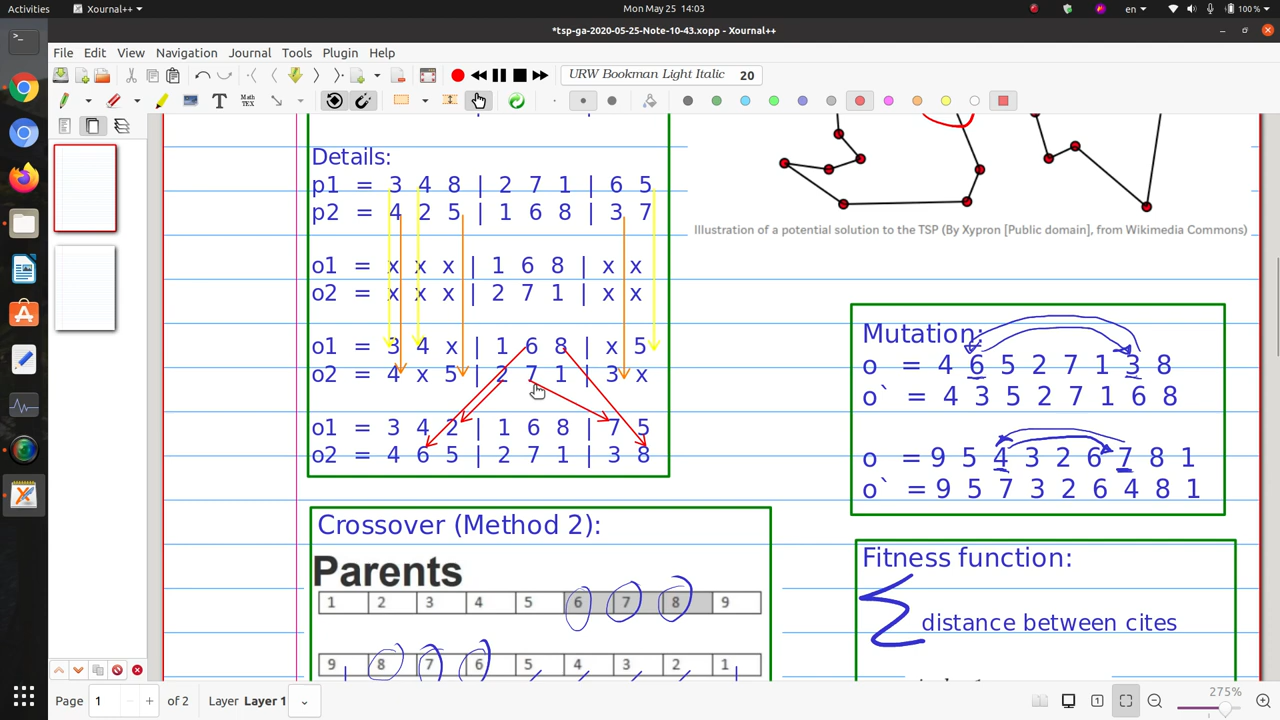 Activities Xournal++ Mon May 25 14:03 en 100 %
*tsp-ga-2020-05-25-Note-10-43.xopp - Xournal++
File Edit View Navigation Journal Tools Plugin Help
URW Bookman Light Italic 20
Details:
p1 = 3 4 8 | 2 7 1 | 6 5
p2 = 4 2 5 | 1 6 8 | 3 7
o1 = x x x | 1 6 8 | x x
o2 = x x x | 2 7 1 | x x
o1 = 3 4 x | 1 6 8 | x 5
o2 = 4 x 5 | 2 7 1 | 3 x
o1 = 3 4 2 | 1 6 8 | 7 5
o2 = 4 6 5 | 2 7 1 | 3 8
Illustration of a potential solution to the TSP (By Xypron [Public domain], from Wikimedia Commons)
Mutation:
o = 4 6 5 2 7 1 3 8
o` = 4 3 5 2 7 1 6 8
o = 9 5 4 3 2 6 7 8 1
o` = 9 5 7 3 2 6 4 8 1
Crossover (Method 2):
Parents
1 2 3 4 5 6 7 8 9
9 8 7 6 5 4 3 2 1
Fitness function:
distance between cites
Page 1 of 2 Layer Layer 1 275%